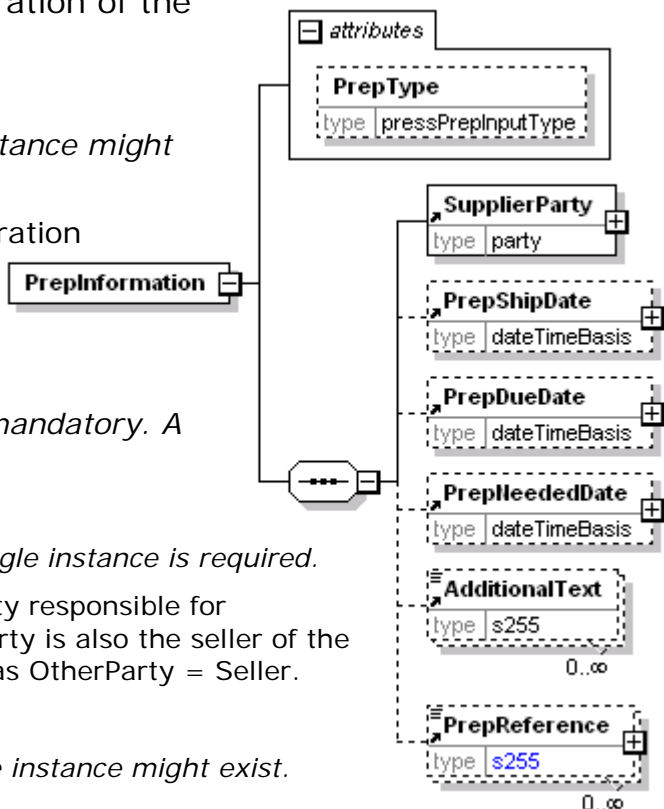 ration of the
attributes
PrepType
type pressPrepInputType
tance might
ration
PrepInformation
SupplierParty
type party
PrepShipDate
type dateTimeBasis
PrepDueDate
type dateTimeBasis
mandatory. A
PrepNeededDate
type dateTimeBasis
gle instance is required.
ty responsible for
arty is also the seller of the
as OtherParty = Seller.
AdditionalText
type s255
0..∞
e instance might exist.
PrepReference
type s255
0..∞